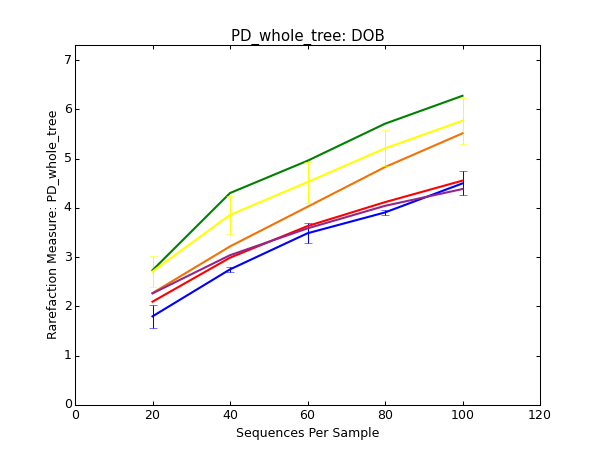 PD_whole_tree: DOB
7
6
5
4
3
2
1
0
Rarefaction Measure: PD_whole_tree
0 20 40 60 80 100 120
Sequences Per Sample